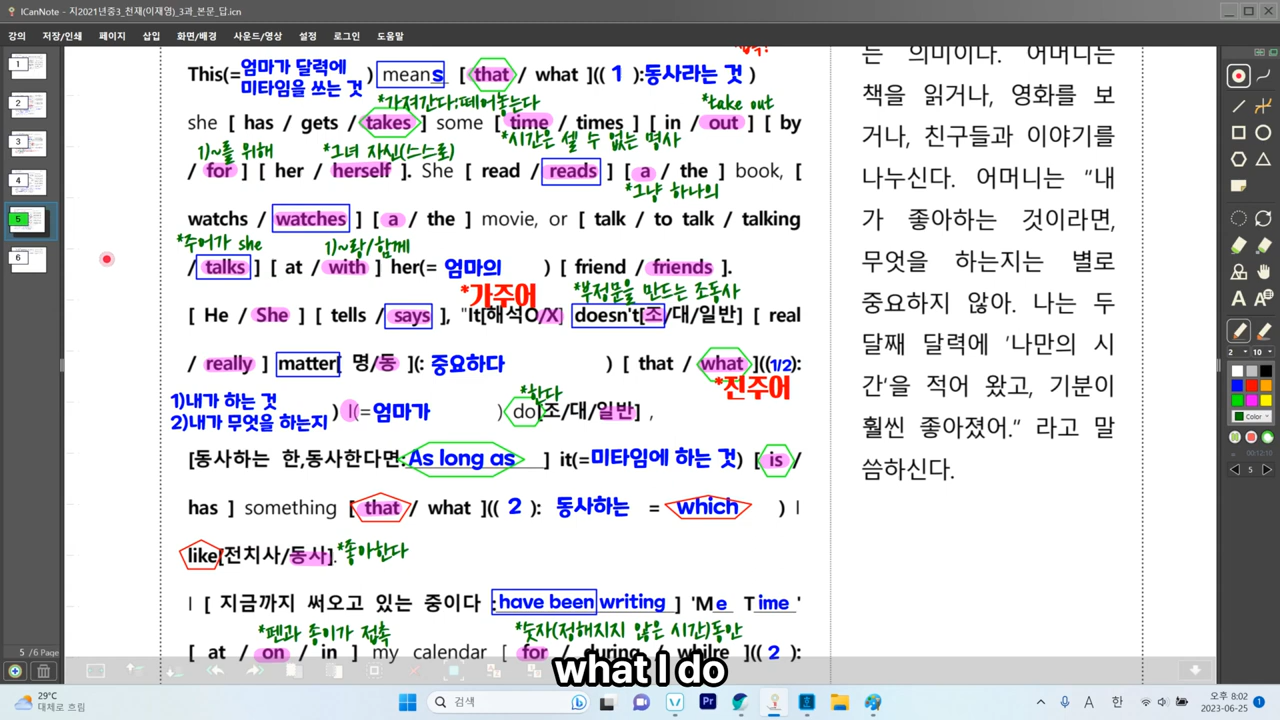 ICanNote - 지2021년중3_천재(이재영)_3과_본문_답.icn
강의 저장/잠금 페이지 삽입 화면/배경 사운드/영상 설정 로그인 도움말
This(=엄마가 달력에 미타임을 쓰는 것 ) means [ that / what ](( 1 ):동사라는 것 )
*가져간다;떼어놓는다 *take out
she [ has / gets / takes ] some [ time / times ] [ in / out ] [ by
1)~를 위해 *그녀 자신(스스로) *시간은 셀 수 없는 명사
/ for ] [ her / herself ]. She [ read / reads ] [ a / the ] book, [
*그냥 하나의
watchs / watches ] [ a / the ] movie, or [ talk / to talk / talking
*주어가 she 1)~랑/함께
/ talks ] [ at / with ] her(= 엄마의 ) [ friend / friends ].
*가주어 *부정문을 만드는 조동사
[ He / She ] [ tells / says ], "It[해석O/X] doesn't[조/대/일반] [ real
/ really ] matter[ 명/동 ](: 중요하다 ) [ that / what ]((1/2):
*한다 *진주어
1)내가 하는 것
2)내가 무엇을 하는지 ) I(=엄마가 ) do[조/대/일반] ,
[동사하는 한,동사한다면:As long as ] it(=미타임에 하는 것) [ is /
has ] something [ that / what ](( 2 ): 동사하는 = which ) I
like[전치사/동사]. *좋아한다
I [ 지금까지 써오고 있는 중이다 :have been writing ] 'Me Time '
*펜과 종이가 접촉 *숫자(정해지지 않은 시간)동안
[ at / on / in ] my calendar [ for / during / whilre ](( 2 ):
는 의미이다. 어머니는
책을 읽거나, 영화를 보
거나, 친구들과 이야기를
나누신다. 어머니는 “내
가 좋아하는 것이라면,
무엇을 하는지는 별로
중요하지 않아. 나는 두
달째 달력에 ‘나만의 시
간’을 적어 왔고, 기분이
훨씬 좋아졌어.” 라고 말
씀하신다.
what I do
1
2
3
4
5
6
2 10
Color
00:12:10
5
5 /6 Page
29°C
대체로 흐림
검색
A 한
오후 8:02
2023-06-25